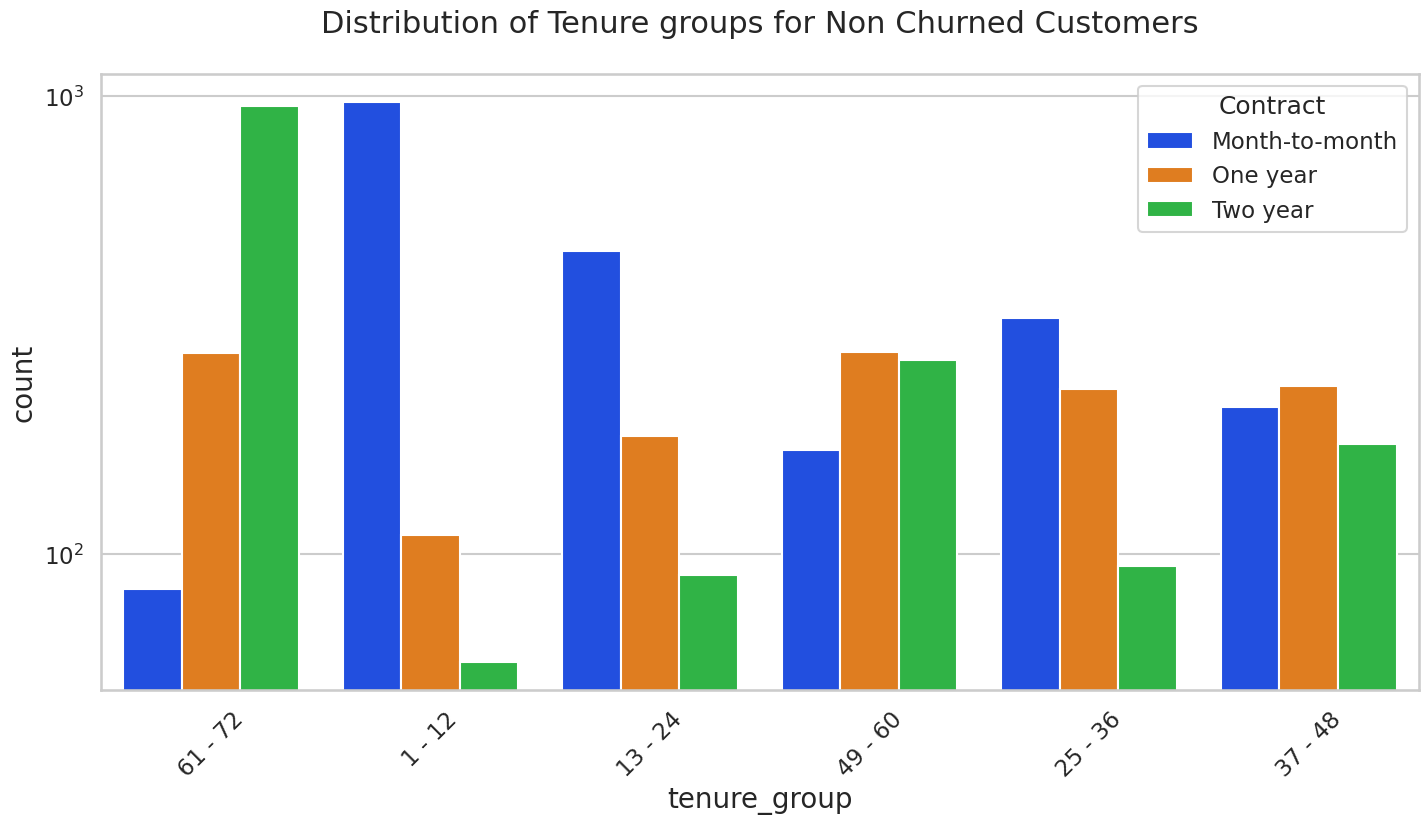 Distribution of Tenure groups for Non Churned Customers
10³
10²
count
Contract
Month-to-month
One year
Two year
61 - 72
1 - 12
13 - 24
49 - 60
25 - 36
37 - 48
tenure_group